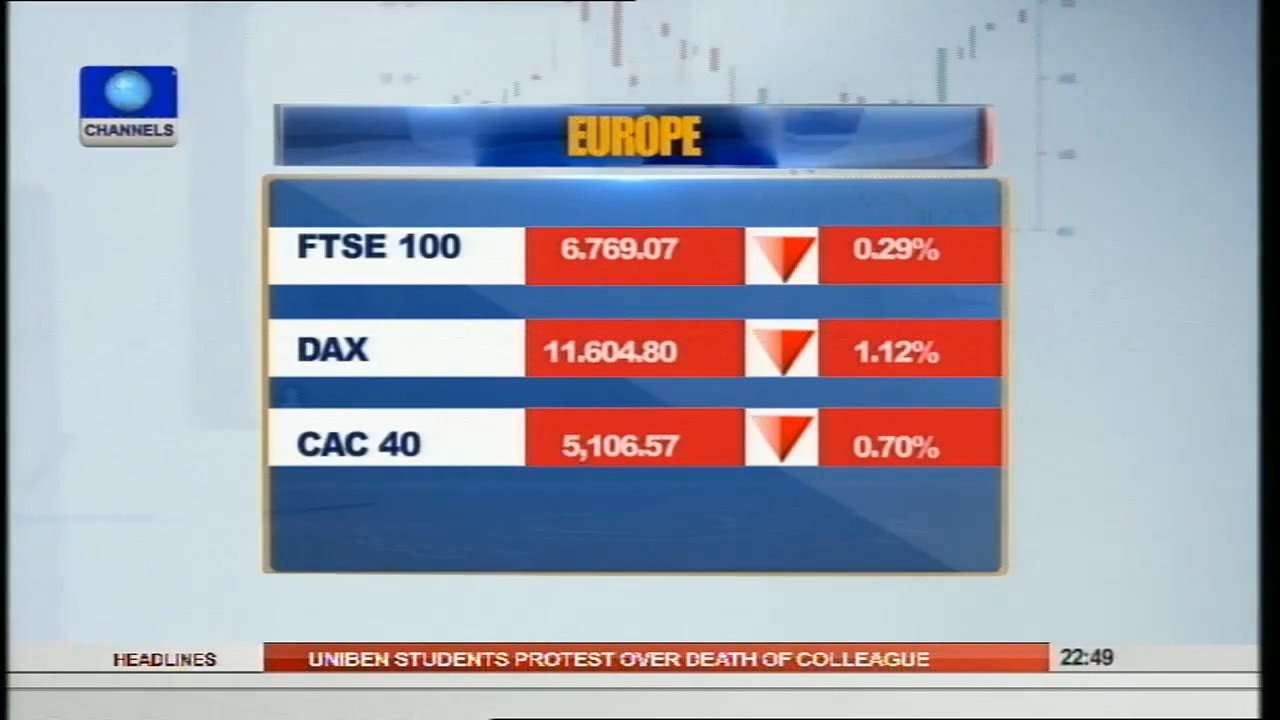 CHANNELS
EUROPE
FTSE 100 6.769.07 0.29%
DAX 11.604.80 1.12%
CAC 40 5,106.57 0.70%
HEADLINES UNIBEN STUDENTS PROTEST OVER DEATH OF COLLEAGUE 22:49